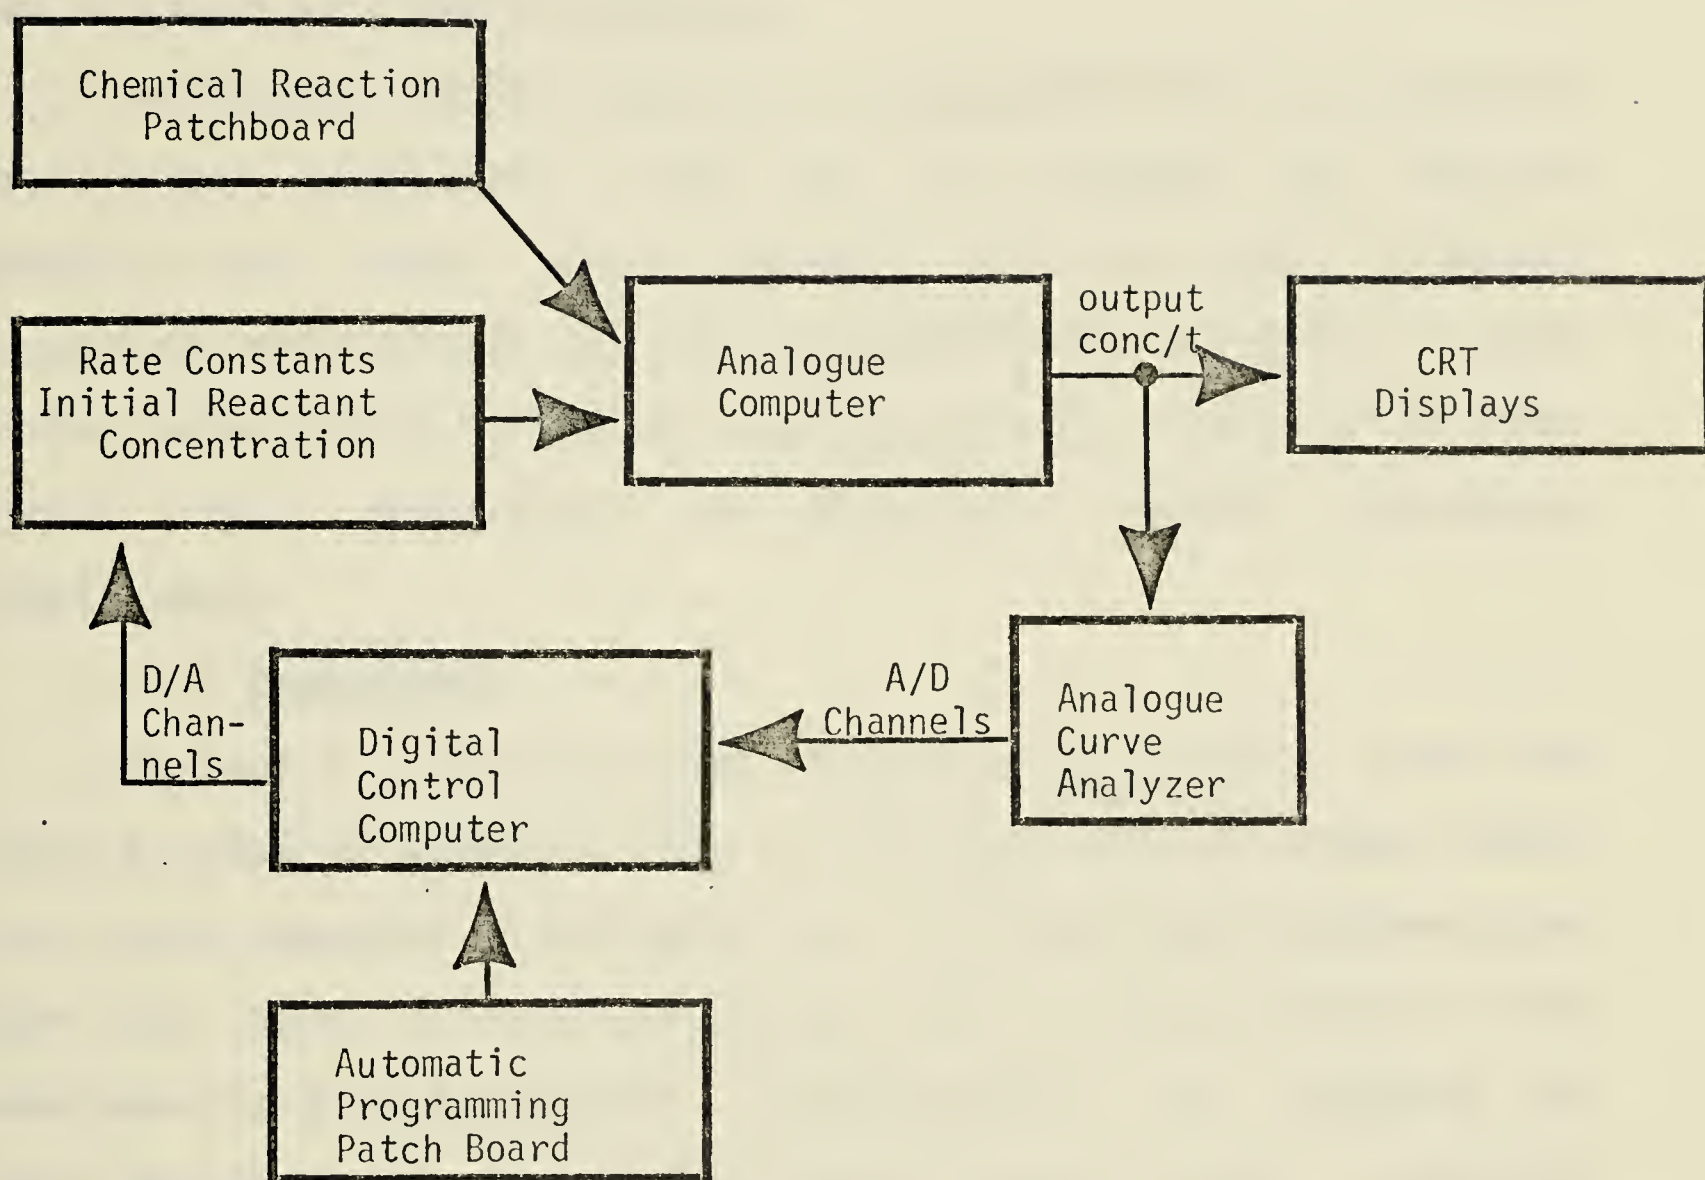 Chemical Reaction
Patchboard
Rate Constants
Initial Reactant
Concentration
Analogue
Computer
output
conc/t
CRT
Displays
D/A
Chan-
nels
Digital
Control
Computer
A/D
Channels
Analogue
Curve
Analyzer
Automatic
Programming
Patch Board